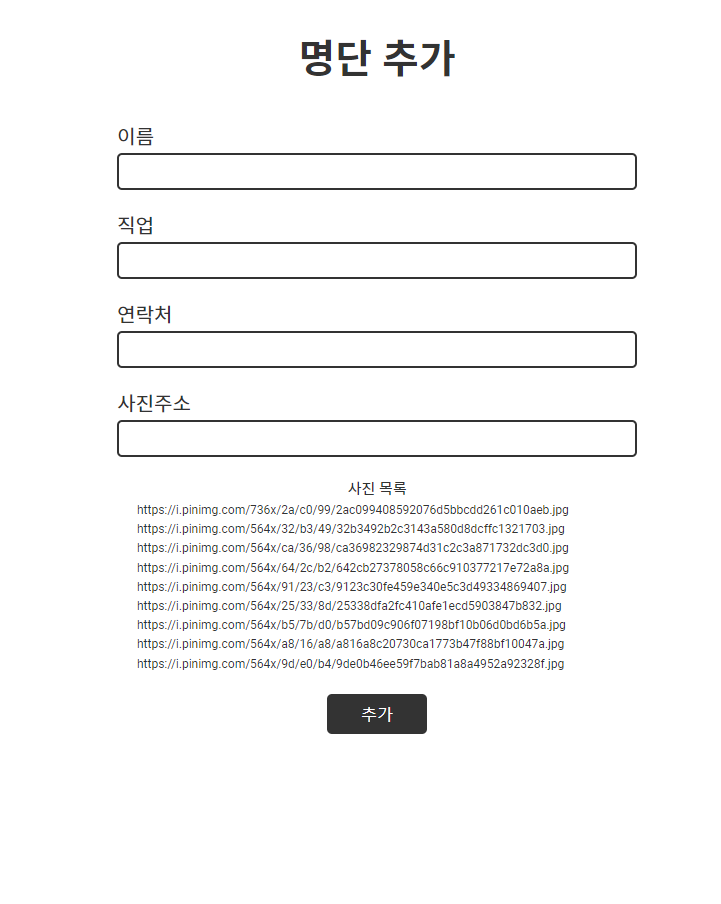 명단 추가
이름
직업
연락처
사진주소
사진 목록
https://i.pinimg.com/736x/2a/c0/99/2ac099408592076d5bbcdd261c010aeb.jpg
https://i.pinimg.com/564x/32/b3/49/32b3492b2c3143a580d8dcffc1321703.jpg
https://i.pinimg.com/564x/ca/36/98/ca36982329874d31c2c3a871732dc3d0.jpg
https://i.pinimg.com/564x/64/2c/b2/642cb27378058c66c910377217e72a8a.jpg
https://i.pinimg.com/564x/91/23/c3/9123c30fe459e340e5c3d49334869407.jpg
https://i.pinimg.com/564x/25/33/8d/25338dfa2fc410afe1ecd5903847b832.jpg
https://i.pinimg.com/564x/b5/7b/d0/b57bd09c906f07198bf10b06d0bd6b5a.jpg
https://i.pinimg.com/564x/a8/16/a8/a816a8c20730ca1773b47f88bf10047a.jpg
https://i.pinimg.com/564x/9d/e0/b4/9de0b46ee59f7bab81a8a4952a92328f.jpg
추가